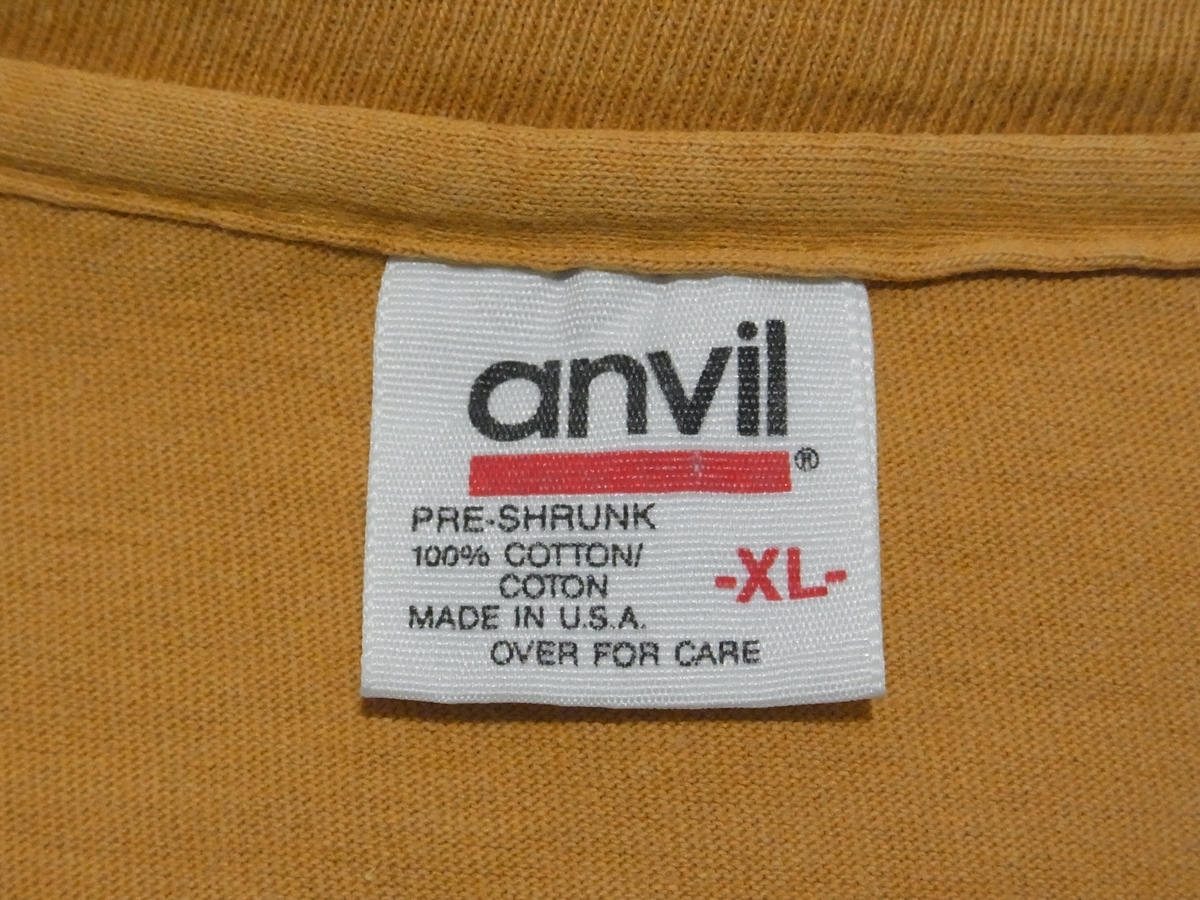 anvil®
PRE-SHRUNK
100% COTTON/
COTON
-XL-
MADE IN U.S.A.
OVER FOR CARE